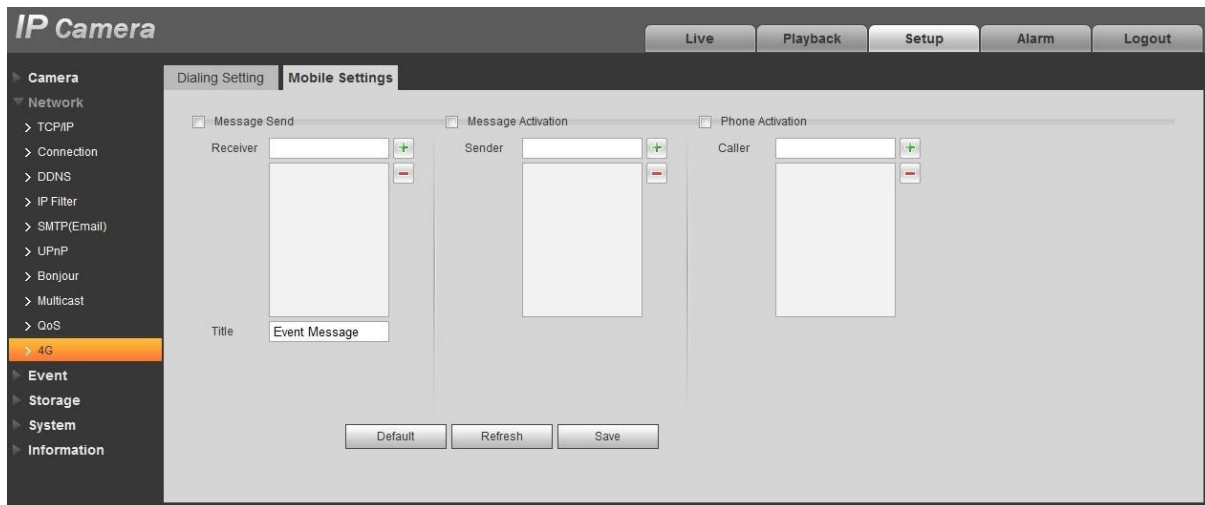 IP Camera
Live Playback Setup Alarm Logout
Camera
Network
TCP/IP
Connection
DDNS
IP Filter
SMTP(Email)
UPnP
Bonjour
Multicast
QoS
4G
Event
Storage
System
Information
Dialing Setting Mobile Settings
Message Send Message Activation Phone Activation
Receiver Sender Caller
Title Event Message
Default Refresh Save